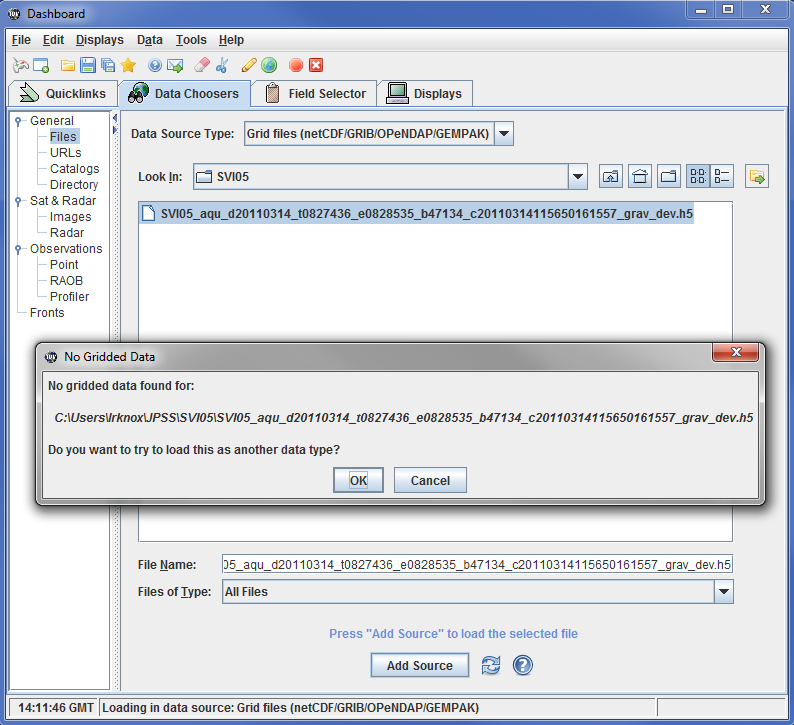 Dashboard
File Edit Displays Data Tools Help
Quicklinks Data Choosers Field Selector Displays
General
Files
URLs
Catalogs
Directory
Sat & Radar
Images
Radar
Observations
Point
RAOB
Profiler
Fronts
Data Source Type: Grid files (netCDF/GRIB/OPeNDAP/GEMPAK)
Look In: SVI05
SVI05_aqu_d20110314_t0827436_e0828535_b47134_c20110314115650161557_grav_dev.h5
No Gridded Data
No gridded data found for:
C:\Users\lrknox\JPSS\SVI05\SVI05_aqu_d20110314_t0827436_e0828535_b47134_c20110314115650161557_grav_dev.h5
Do you want to try to load this as another data type?
OK Cancel
File Name: 05_aqu_d20110314_t0827436_e0828535_b47134_c20110314115650161557_grav_dev.h5
Files of Type: All Files
Press "Add Source" to load the selected file
Add Source
14:11:46 GMT Loading in data source: Grid files (netCDF/GRIB/OPeNDAP/GEMPAK)